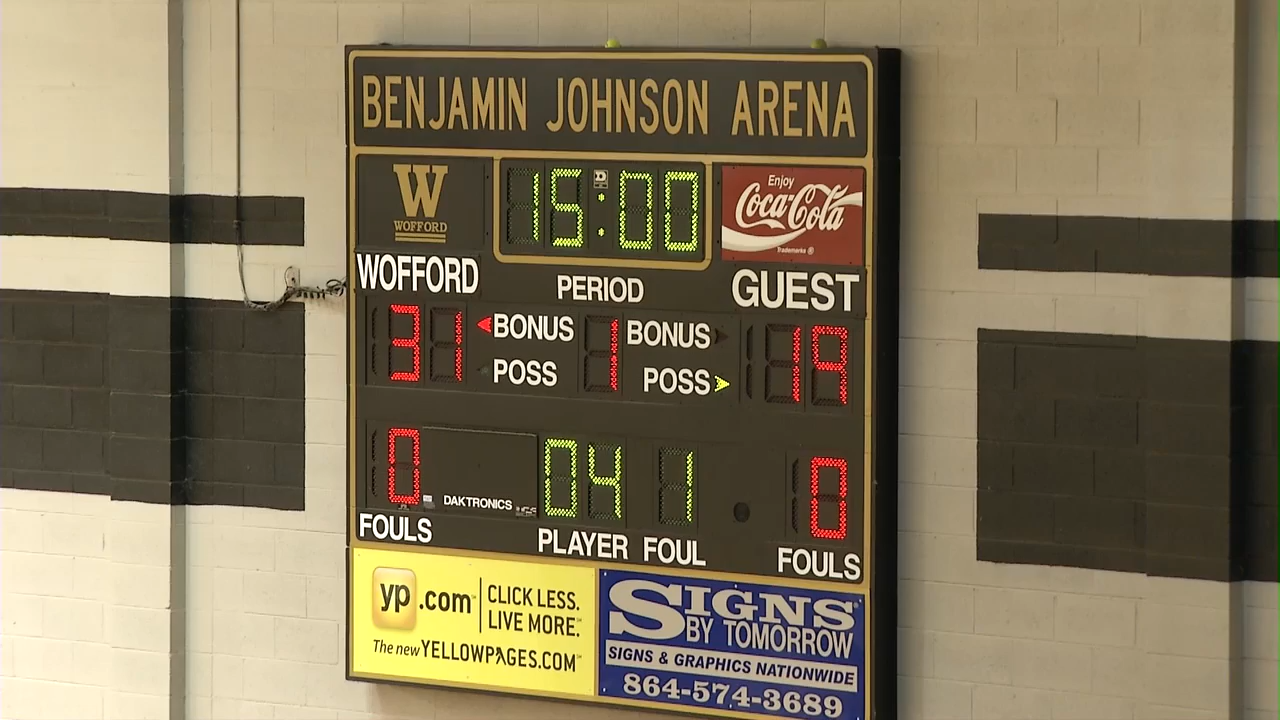 BENJAMIN JOHNSON ARENA
W
WOFFORD
15:00
D
Enjoy
Coca-Cola
Trademarks ®
WOFFORD
PERIOD
GUEST
31
BONUS
1
BONUS
19
POSS
POSS
0
DAKTRONICS
04
1
0
FOULS
PLAYER
FOUL
FOULS
yp.com
CLICK LESS.
LIVE MORE.
The new YELLOWPAGES.COM
SIGNS
BY TOMORROW
SIGNS & GRAPHICS NATIONWIDE
864-574-3689